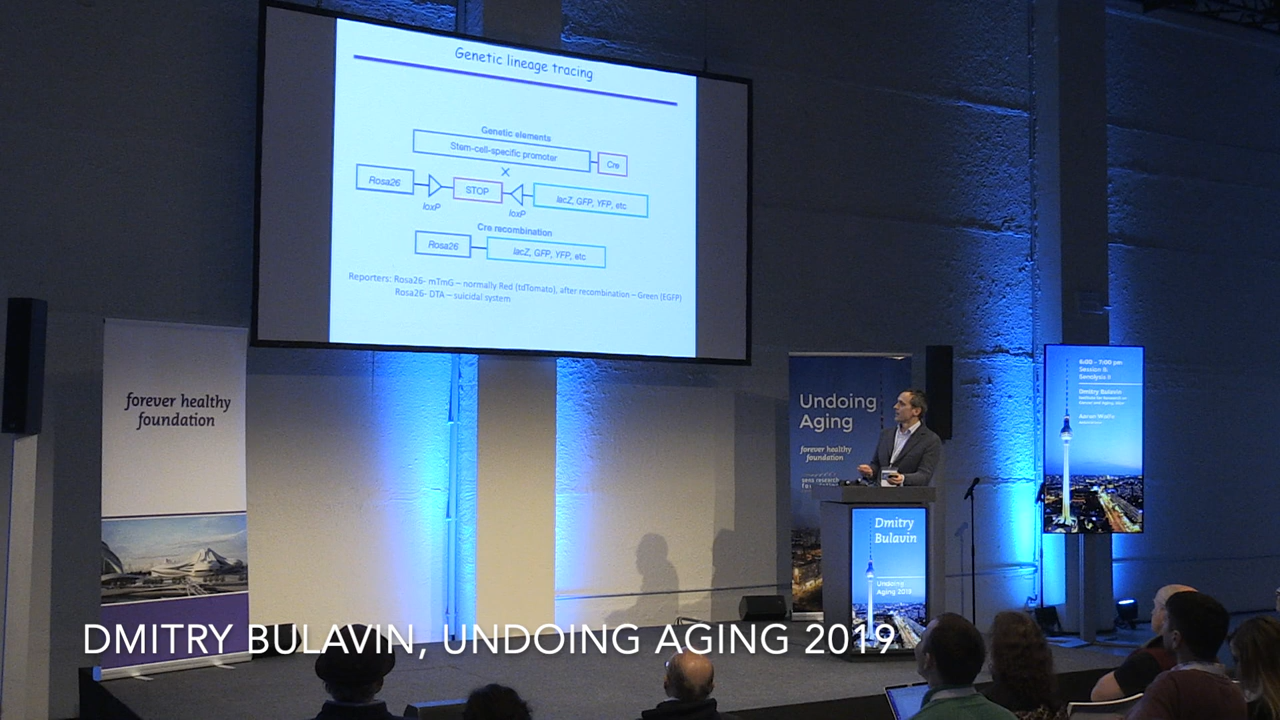 Genetic lineage tracing
Genetic elements
Stem-cell-specific promoter
Cre
X
Rosa26
STOP
lacZ, GFP, YFP, etc
loxP
loxP
Cre recombination
Rosa26
lacZ, GFP, YFP, etc
Reporters: Rosa26- mTmG – normally Red (tdTomato), after recombination – Green (EGFP)
Rosa26- DTA – suicidal system
forever healthy
foundation
Undoing
Aging
forever healthy
foundation
sens research
6:00 – 7:00 pm
Session 8:
Senolysis II
Dmitry Bulavin
Dmitry
Bulavin
Undoing
Aging 2019
DMITRY BULAVIN, UNDOING AGING 2019